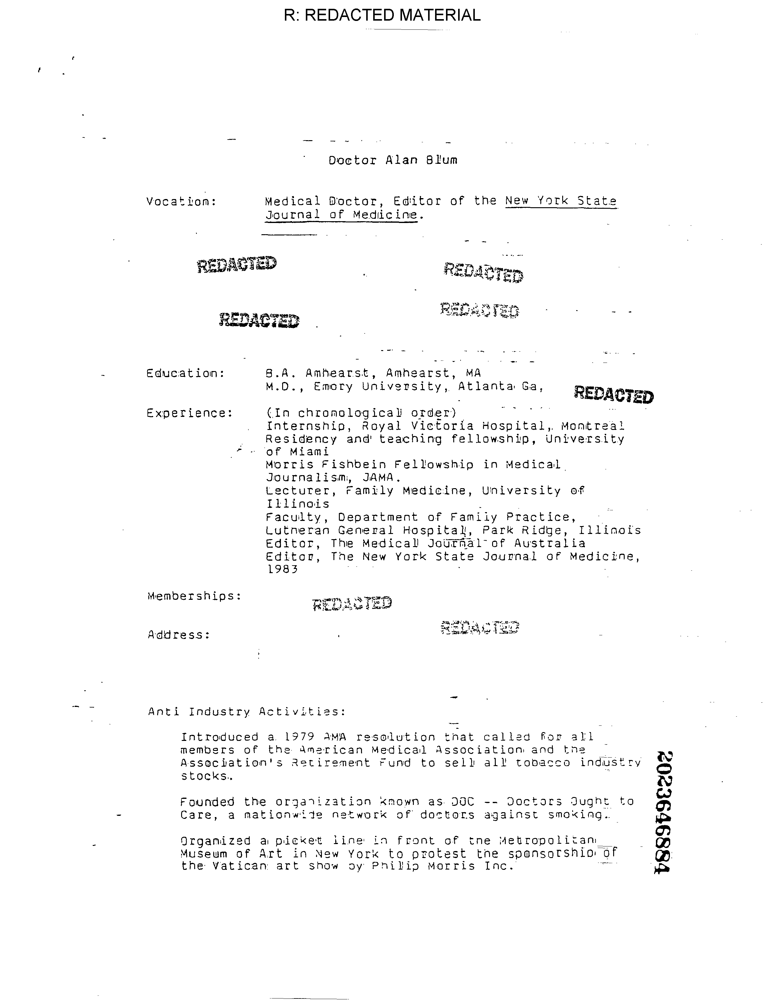 R: REDACTED MATERIAL
Doctor Alan Blum
Vocation: Medical Doctor, Editor of the New York State
Journal of Medicine.
REDACTED REDACTED
REDACTED REDACTED
Education: B.A. Amhearst, Amhearst, MA
M.D., Emory University, Atlanta Ga, REDACTED
Experience: (In chronological order)
Internship, Royal Victoria Hospital, Montreal
Residency and teaching fellowship, University
of Miami
Morris Fishbein Fellowship in Medical
Journalism, JAMA.
Lecturer, Family Medicine, University of
Illinois
Faculty, Department of Family Practice,
Lutheran General Hospital, Park Ridge, Illinois
Editor, The Medical Journal of Australia
Editor, The New York State Journal of Medicine,
1983
Memberships: REDACTED
Address: REDACTED
Anti Industry Activities:
Introduced a 1979 AMA resolution that called for all
members of the American Medical Association and the
Association's Retirement Fund to sell all tobacco industry
stocks.
Founded the organization known as DOC -- Doctors Ought to
Care, a nationwide network of doctors against smoking.
Organized a picket line in front of the Metropolitan
Museum of Art in New York to protest the sponsorship of
the Vatican art show by Philip Morris Inc.
2023646884